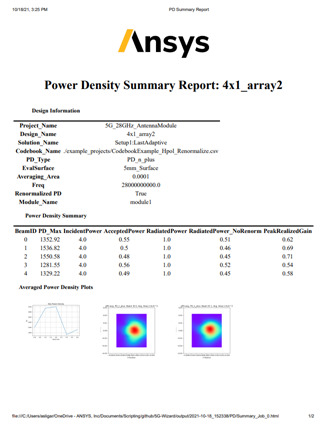 10/18/21, 3:25 PM PD Summary Report
Ansys
Power Density Summary Report: 4x1_array2
Design Information
Project_Name 5G_28GHz_AntennaModule
Design_Name 4x1_array2
Solution_Name Setup1:LastAdaptive
Codebook_Name ./example_projects/CodebookExample_Hpol_Renormalize.csv
PD_Type PD_n_plus
EvalSurface 5mm_Surface
Averaging_Area 0.0001
Freq 28000000000.0
Renormalized PD True
Module_Name module1
Power Density Summary
BeamID PD_Max IncidentPower AcceptedPower RadiatedPower RadiatedPower_NoRenorm PeakRealizedGain
0 1352.92 4.0 0.55 1.0 0.51 0.62
1 1536.82 4.0 0.5 1.0 0.46 0.69
2 1550.58 4.0 0.48 1.0 0.45 0.71
3 1281.55 4.0 0.56 1.0 0.52 0.54
4 1329.22 4.0 0.49 1.0 0.45 0.58
Averaged Power Density Plots
file:///C:/Users/asligar/OneDrive - ANSYS, Inc/Documents/Scripting/github/5G-Wizard/output/2021-10-18_152338/PD/Summary_Job_0.html 1/2